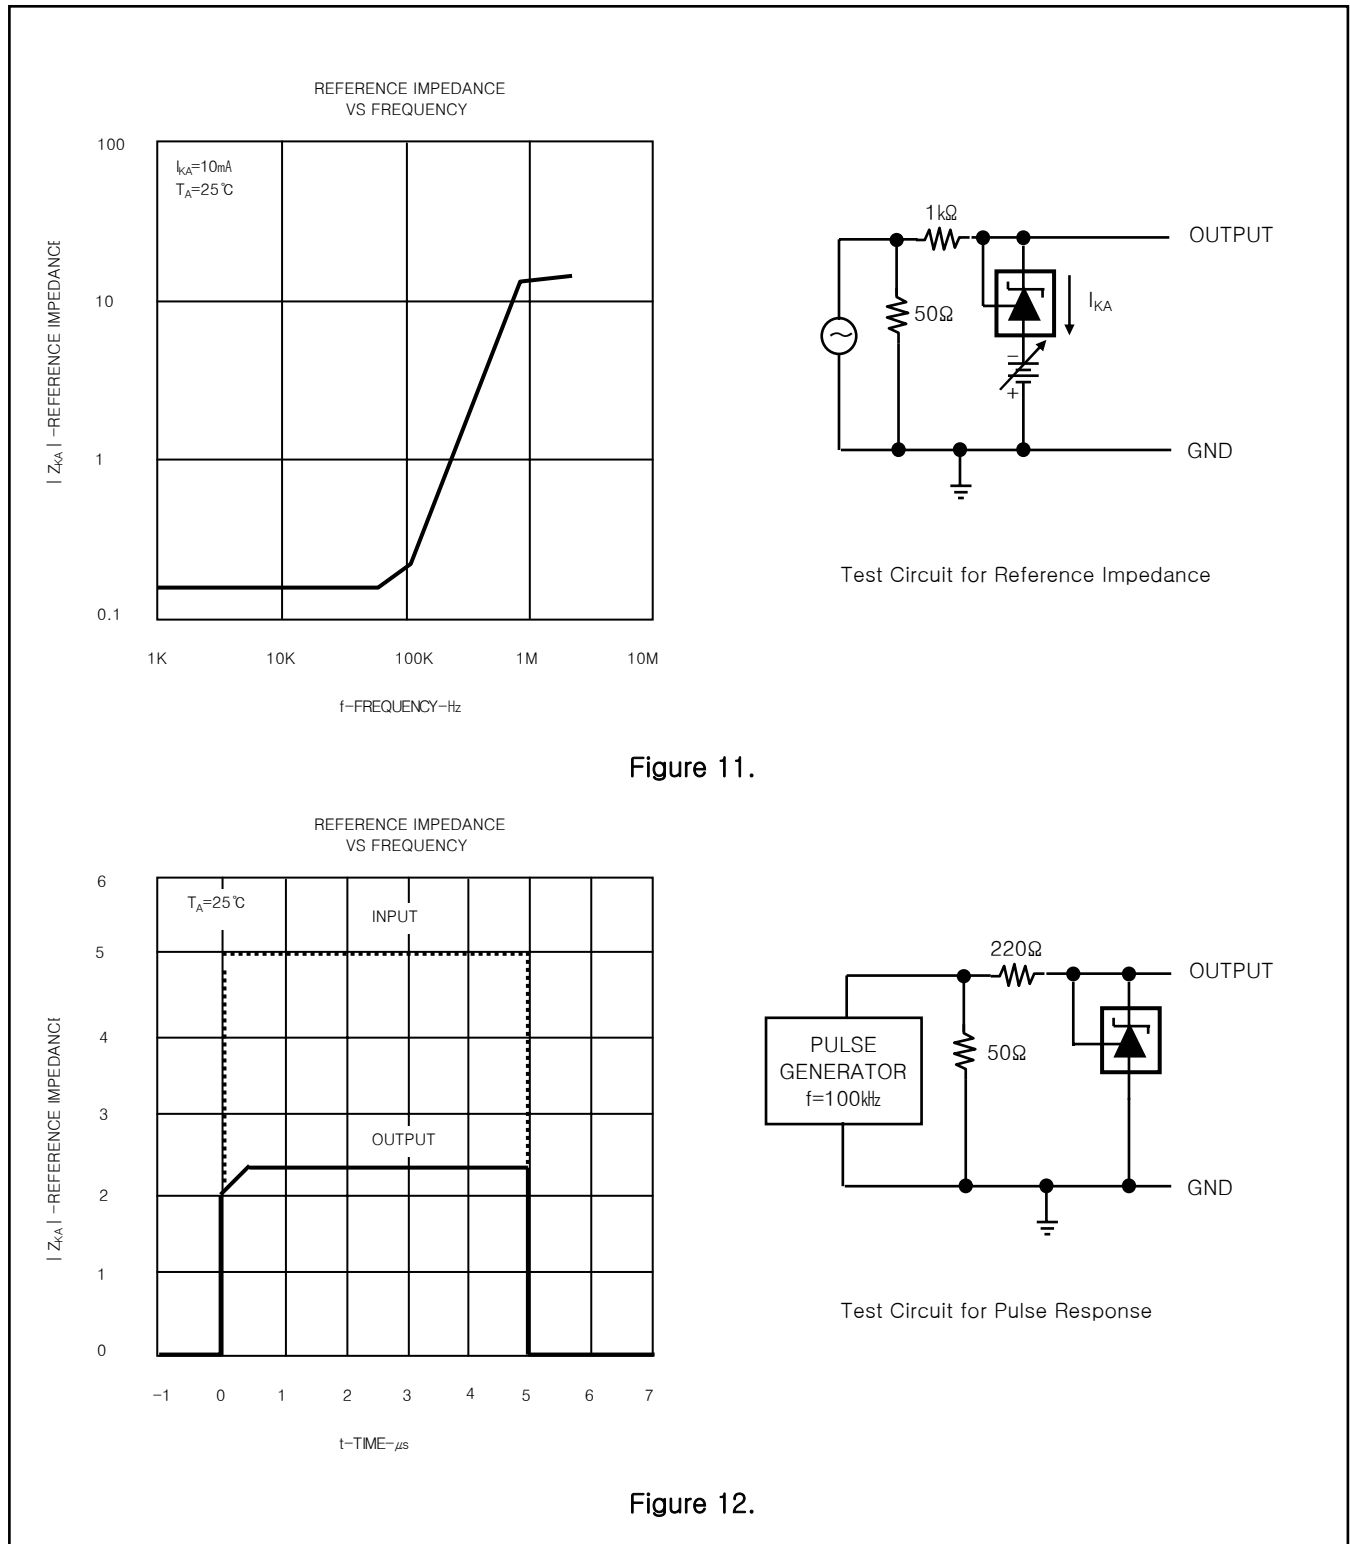 REFERENCE IMPEDANCE
VS FREQUENCY
100
10
1
0.1
I_KA=10mA
T_A=25℃
| Z_KA | -REFERENCE IMPEDANCE
1K 10K 100K 1M 10M
f-FREQUENCY-Hz
1kΩ
50Ω
OUTPUT
I_KA
−
+
GND
Test Circuit for Reference Impedance
Figure 11.
REFERENCE IMPEDANCE
VS FREQUENCY
6
5
4
3
2
1
0
T_A=25℃
INPUT
OUTPUT
| Z_KA | -REFERENCE IMPEDANCE
-1 0 1 2 3 4 5 6 7
t-TIME-μs
220Ω
50Ω
PULSE
GENERATOR
f=100㎑
OUTPUT
GND
Test Circuit for Pulse Response
Figure 12.